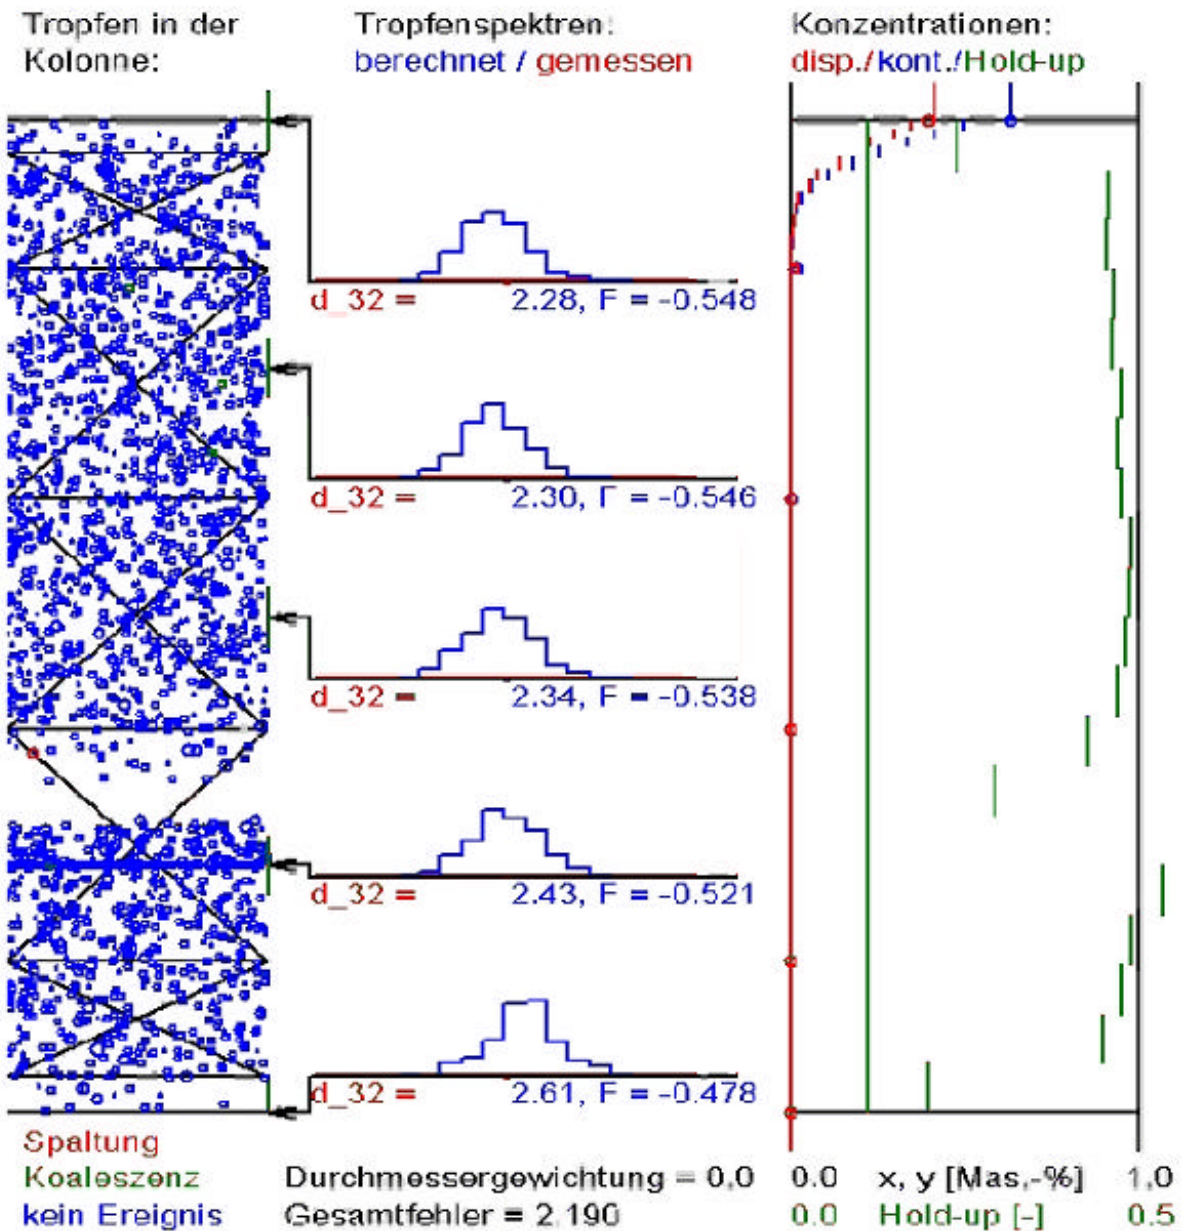 Tropfen in der
Kolonne:
Tropfenspektren:
berechnet / gemessen
Konzentrationen:
disp./kont./Hold-up
d_32 = 2.28, F = -0.548
d_32 = 2.30, F = -0.546
d_32 = 2.34, F = -0.538
d_32 = 2.43, F = -0.521
d_32 = 2.61, F = -0.478
Spaltung
Koaleszenz
kein Ereignis
Durchmessergewichtung = 0,0
Gesamtfehler = 2,190
0.0 x, y [Mas,-%] 1,0
0.0 Hold-up [-] 0.5